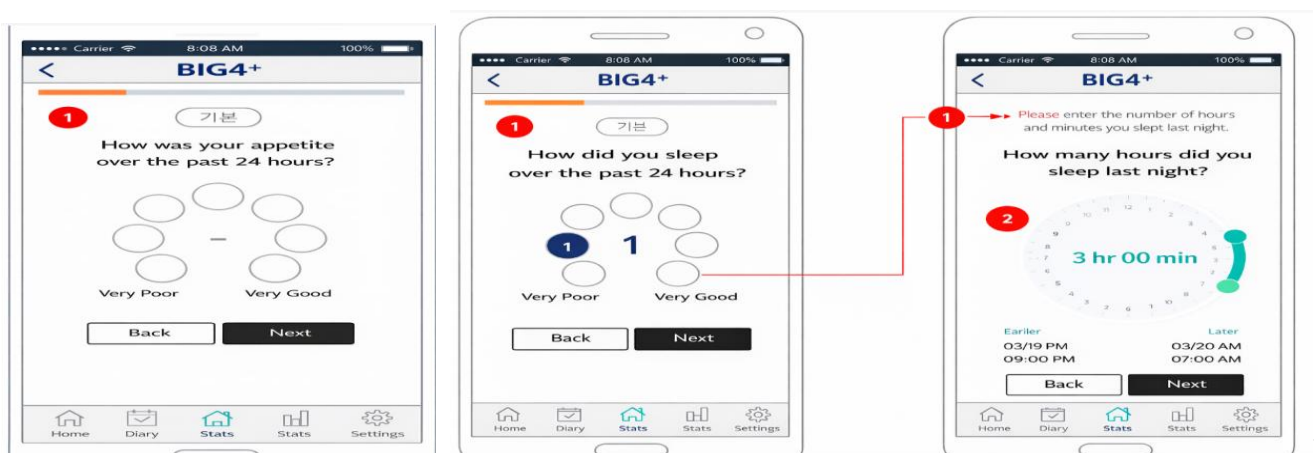 ●●●●● Carrier 8:08 AM 100%
< BIG4+
1
기본
How was your appetite
over the past 24 hours?
–
Very Poor Very Good
Back Next
Home Diary Stats Stats Settings
●●●● Carrier 8:08 AM 100%
< BIG4+
1
기븐
How did you sleep
over the past 24 hours?
1 1
Very Poor Very Good
Back Next
Home Diary Stats Stats Settings
●●●● Carrier 8:08 AM 100%
< BIG4+
1
Please enter the number of hours
and minutes you slept last night.
How many hours did you
sleep last night?
2
3 hr 00 min
Eariler Later
03/19 PM 03/20 AM
09:00 PM 07:00 AM
Back Next
Home Diary Stats Stats Settings